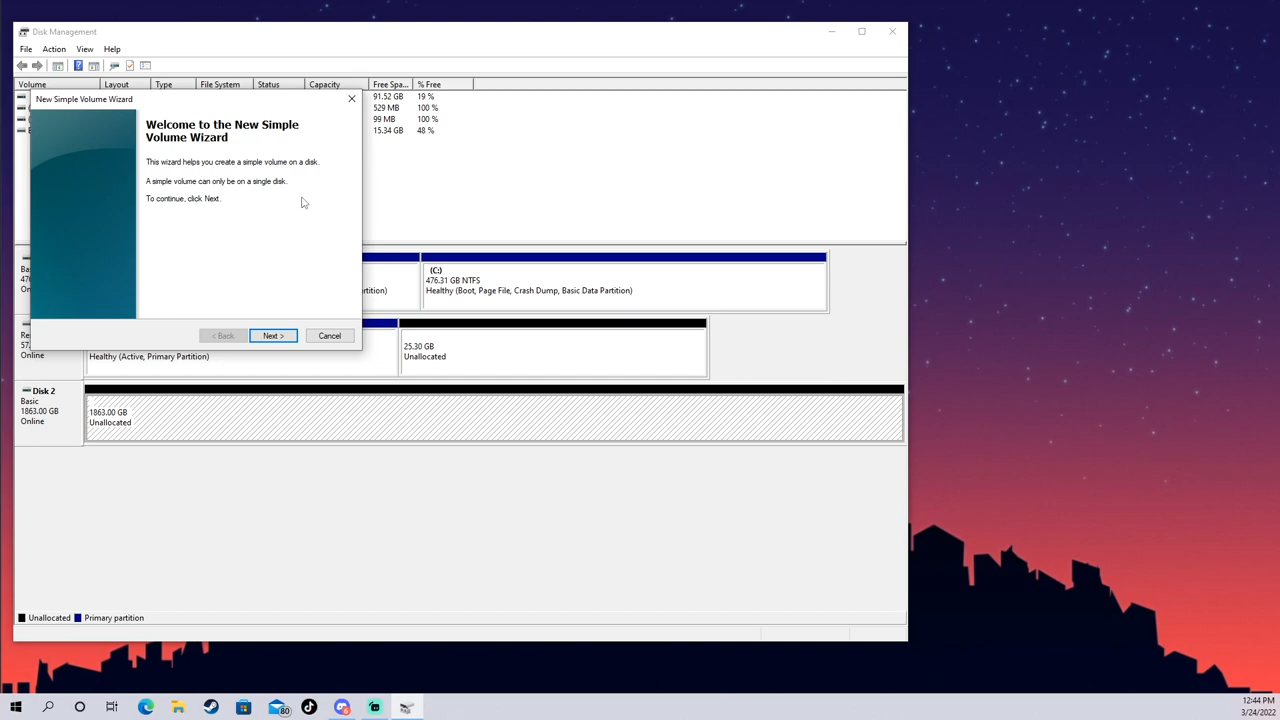 Disk Management
File Action View Help
Volume Layout Type File System Status Capacity Free Spa... % Free
91.52 GB 19 %
529 MB 100 %
99 MB 100 %
15.34 GB 48 %
New Simple Volume Wizard
Welcome to the New Simple
Volume Wizard
This wizard helps you create a simple volume on a disk.
A simple volume can only be on a single disk.
To continue, click Next.
< Back Next > Cancel
Bas
476
Onl
rtition)
(C:)
476.31 GB NTFS
Healthy (Boot, Page File, Crash Dump, Basic Data Partition)
Re
57.
Online
Healthy (Active, Primary Partition)
25.30 GB
Unallocated
Disk 2
Basic
1863.00 GB
Online
1863.00 GB
Unallocated
Unallocated Primary partition
80
12:44 PM
3/24/2022